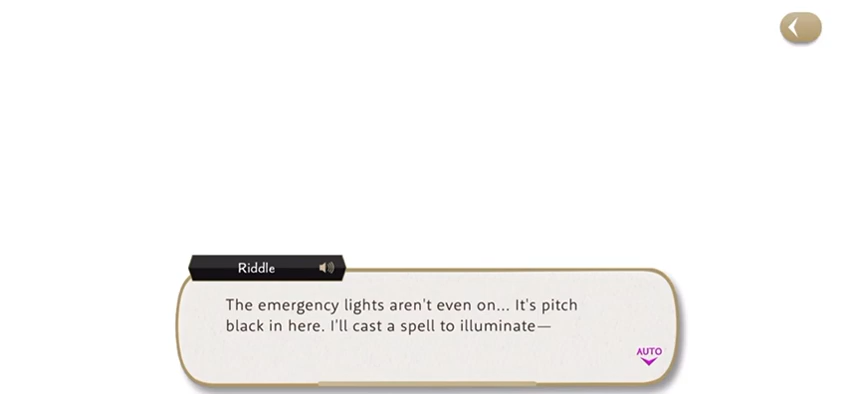 Riddle
The emergency lights aren't even on... It's pitch
black in here. I'll cast a spell to illuminate—
AUTO